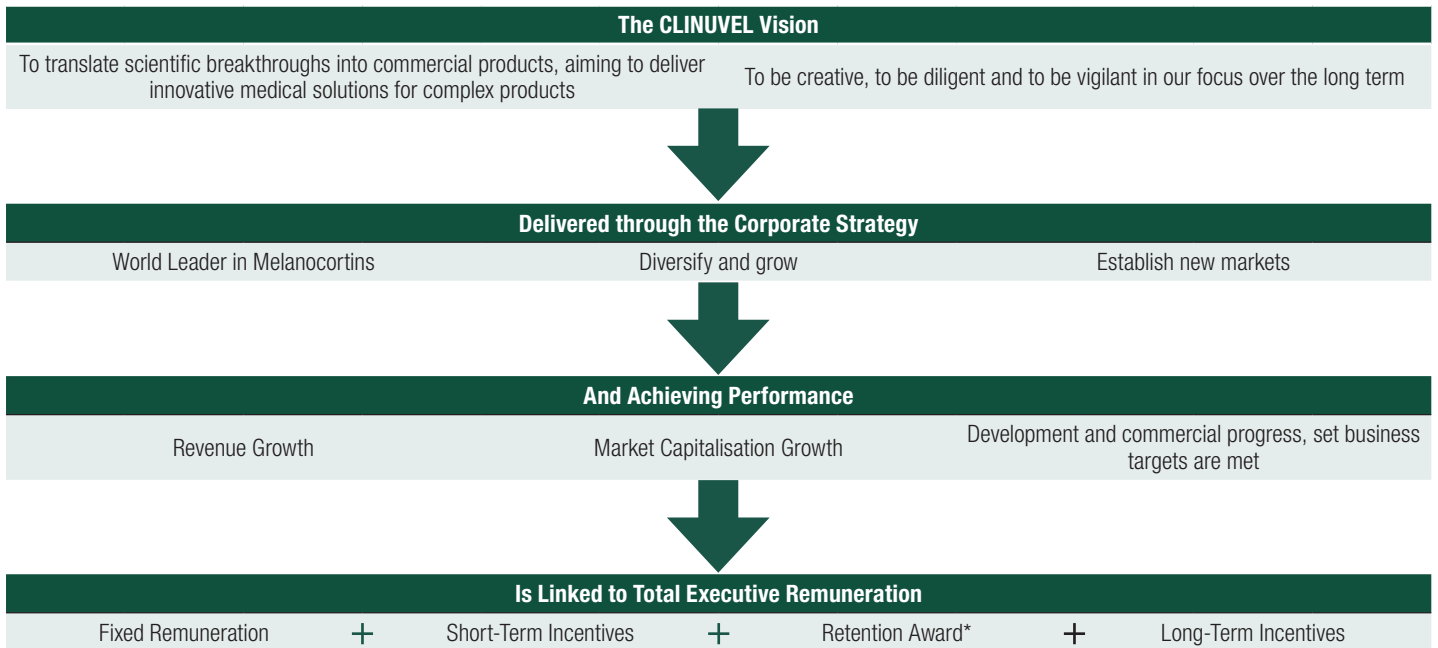 The CLINUVEL Vision
To translate scientific breakthroughs into commercial products, aiming to deliver
innovative medical solutions for complex products
To be creative, to be diligent and to be vigilant in our focus over the long term
Delivered through the Corporate Strategy
World Leader in Melanocortins
Diversify and grow
Establish new markets
And Achieving Performance
Revenue Growth
Market Capitalisation Growth
Development and commercial progress, set business
targets are met
Is Linked to Total Executive Remuneration
Fixed Remuneration + Short-Term Incentives + Retention Award* + Long-Term Incentives